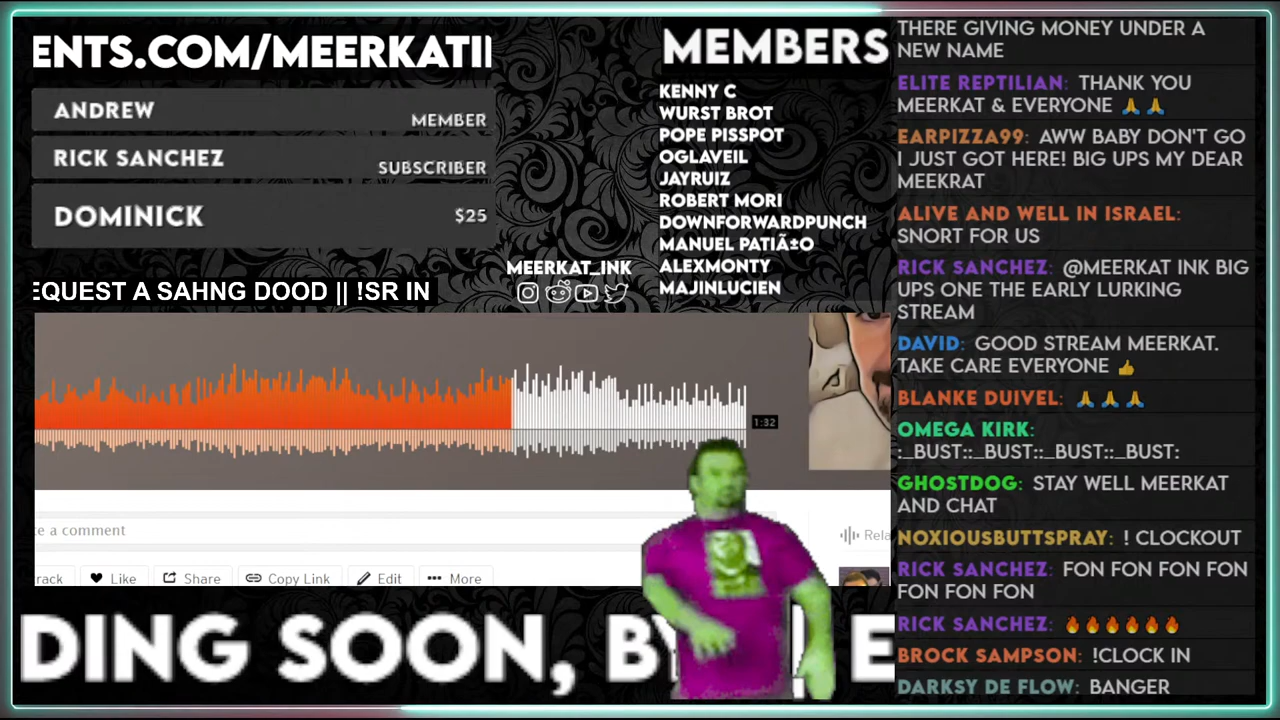 ENTS.COM/MEERKATII
ANDREW
MEMBER
RICK SANCHEZ
SUBSCRIBER
DOMINICK
$25
EQUEST A SAHNG DOOD || !SR IN
MEERKAT_INK
MEMBERS
KENNY C
WURST BROT
POPE PISSPOT
OGLAVEIL
JAYRUIZ
ROBERT MORI
DOWNFORWARDPUNCH
MANUEL PATIÃ±O
ALEXMONTY
MAJINLUCIEN
1:32
te a comment
Rela
rack
Like
Share
Copy Link
Edit
More
DING SOON, BY
E
THERE GIVING MONEY UNDER A
NEW NAME
ELITE REPTILIAN: THANK YOU
MEERKAT & EVERYONE 🙏 🙏
EARPIZZA99: AWW BABY DON'T GO
I JUST GOT HERE! BIG UPS MY DEAR
MEEKRAT
ALIVE AND WELL IN ISRAEL:
SNORT FOR US
RICK SANCHEZ: @MEERKAT INK BIG
UPS ONE THE EARLY LURKING
STREAM
DAVID: GOOD STREAM MEERKAT.
TAKE CARE EVERYONE 👍
BLANKE DUIVEL: 🙏 🙏 🙏
OMEGA KIRK:
:_BUST::_BUST::_BUST::_BUST:
GHOSTDOG: STAY WELL MEERKAT
AND CHAT
NOXIOUSBUTTSPRAY: ! CLOCKOUT
RICK SANCHEZ: FON FON FON FON
FON FON FON
RICK SANCHEZ: 🔥🔥🔥🔥🔥🔥
BROCK SAMPSON: !CLOCK IN
DARKSY DE FLOW: BANGER